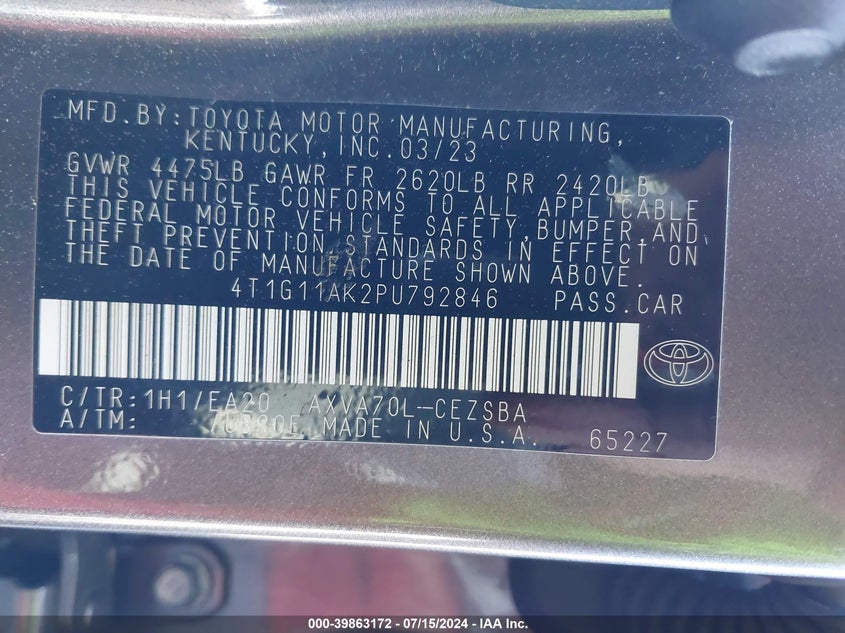 MFD.BY:TOYOTA MOTOR MANUFACTURING,
KENTUCKY,INC.03/23
GVWR 4475LB GAWR FR 2620LB RR 2420LB
THIS VEHICLE CONFORMS TO ALL APPLICABLE
FEDERAL MOTOR VEHICLE SAFETY,BUMPER,AND
THEFT PREVENTION STANDARDS IN EFFECT ON
THE DATE OF MANUFACTURE SHOWN ABOVE.
4T1G11AK2PU792846 PASS.CAR
C/TR:1H1/EA20 AXVA70L-CEZSBA
A/TM: MADE IN U.S.A. 65227
000-39863172 - 07/15/2024 - IAA Inc.